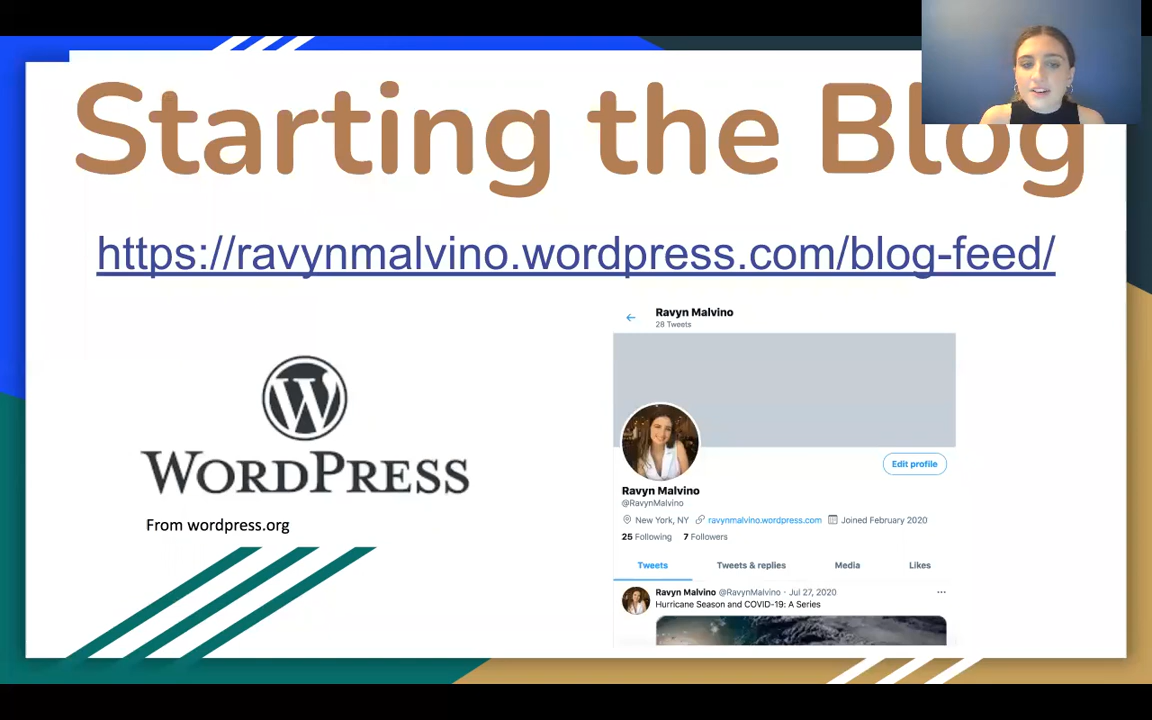 Starting the Blog
https://ravynmalvino.wordpress.com/blog-feed/
WORDPRESS
From wordpress.org
Ravyn Malvino
28 Tweets
Edit profile
Ravyn Malvino
@RavynMalvino
New York, NY ravynmalvino.wordpress.com Joined February 2020
25 Following 7 Followers
Tweets Tweets & replies Media Likes
Ravyn Malvino @RavynMalvino · Jul 27, 2020 ...
Hurricane Season and COVID-19: A Series